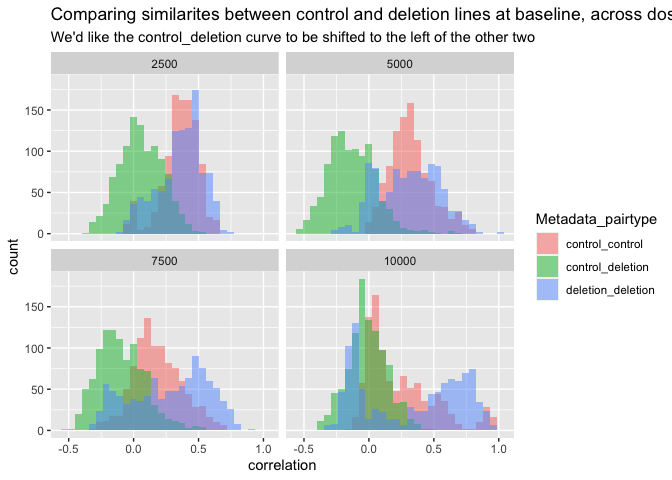 Comparing similarites between control and deletion lines at baseline, across dos
We'd like the control_deletion curve to be shifted to the left of the other two
2500
5000
150
100
50
0
7500
10000
150
100
50
0
-0.5 0.0 0.5 1.0 -0.5 0.0 0.5 1.0
correlation
count
Metadata_pairtype
control_control
control_deletion
deletion_deletion